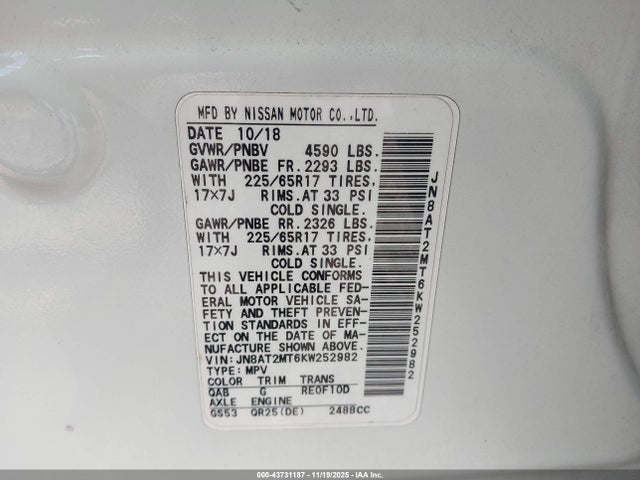 MFD BY NISSAN MOTOR CO.,LTD.
DATE 10/18
GVWR/PNBV 4590 LBS.
GAWR/PNBE FR. 2293 LBS.
WITH 225/65R17 TIRES,
17×7J RIMS. AT 33 PSI
COLD SINGLE.
GAWR/PNBE RR. 2326 LBS.
WITH 225/65R17 TIRES,
17×7J RIMS. AT 33 PSI
COLD SINGLE.
THIS VEHICLE CONFORMS
TO ALL APPLICABLE FED-
ERAL MOTOR VEHICLE SA-
FETY AND THEFT PREVEN-
TION STANDARDS IN EFF-
ECT ON THE DATE OF MA-
NUFACTURE SHOWN ABOVE.
VIN: JN8AT2MT6KW252982
TYPE: MPV
COLOR TRIM TRANS
QAB G RE0F10D
AXLE ENGINE
GS53 QR25(DE) 2488CC
JN8AT2MT6KW252982
000-43731187 - 11/19/2025 - IAA Inc.